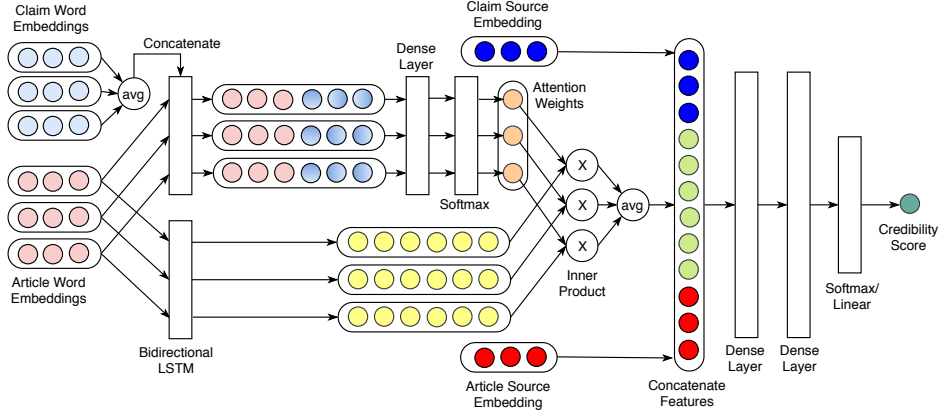 Claim Word
Embeddings
Concatenate
avg
Dense
Layer
Claim Source
Embedding
Attention
Weights
Softmax
X
X
X
avg
Inner
Product
Article Word
Embeddings
Bidirectional
LSTM
Article Source
Embedding
Concatenate
Features
Dense
Layer
Dense
Layer
Softmax/
Linear
Credibility
Score